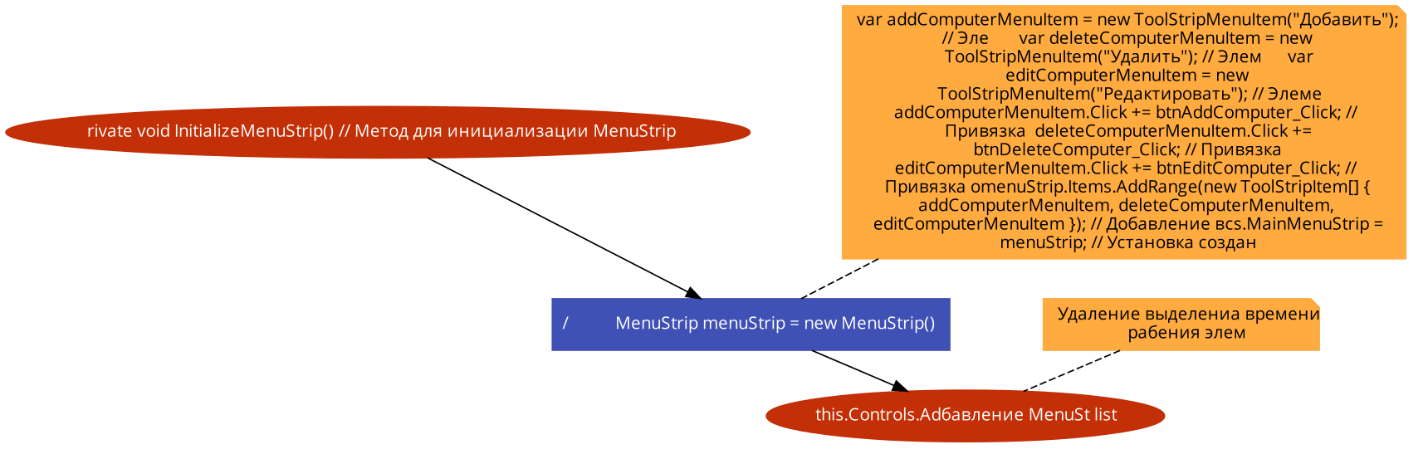 var addComputerMenuItem = new ToolStripMenuItem("Добавить");
// Эле var deleteComputerMenuItem = new
ToolStripMenuItem("Удалить"); // Элем var
editComputerMenuItem = new
ToolStripMenuItem("Редактировать"); // Элеме
addComputerMenuItem.Click += btnAddComputer_Click; //
Привязка deleteComputerMenuItem.Click +=
btnDeleteComputer_Click; // Привязка
editComputerMenuItem.Click += btnEditComputer_Click; //
Привязка omenuStrip.Items.AddRange(new ToolStripItem[] {
addComputerMenuItem, deleteComputerMenuItem,
editComputerMenuItem }); // Добавление всs.MainMenuStrip =
menuStrip; // Установка создан
rivate void InitializeMenuStrip() // Метод для инициализации MenuStrip
/ MenuStrip menuStrip = new MenuStrip()
Удаление выделениа времени
рабения элем
this.Controls.Adбавление MenuSt list